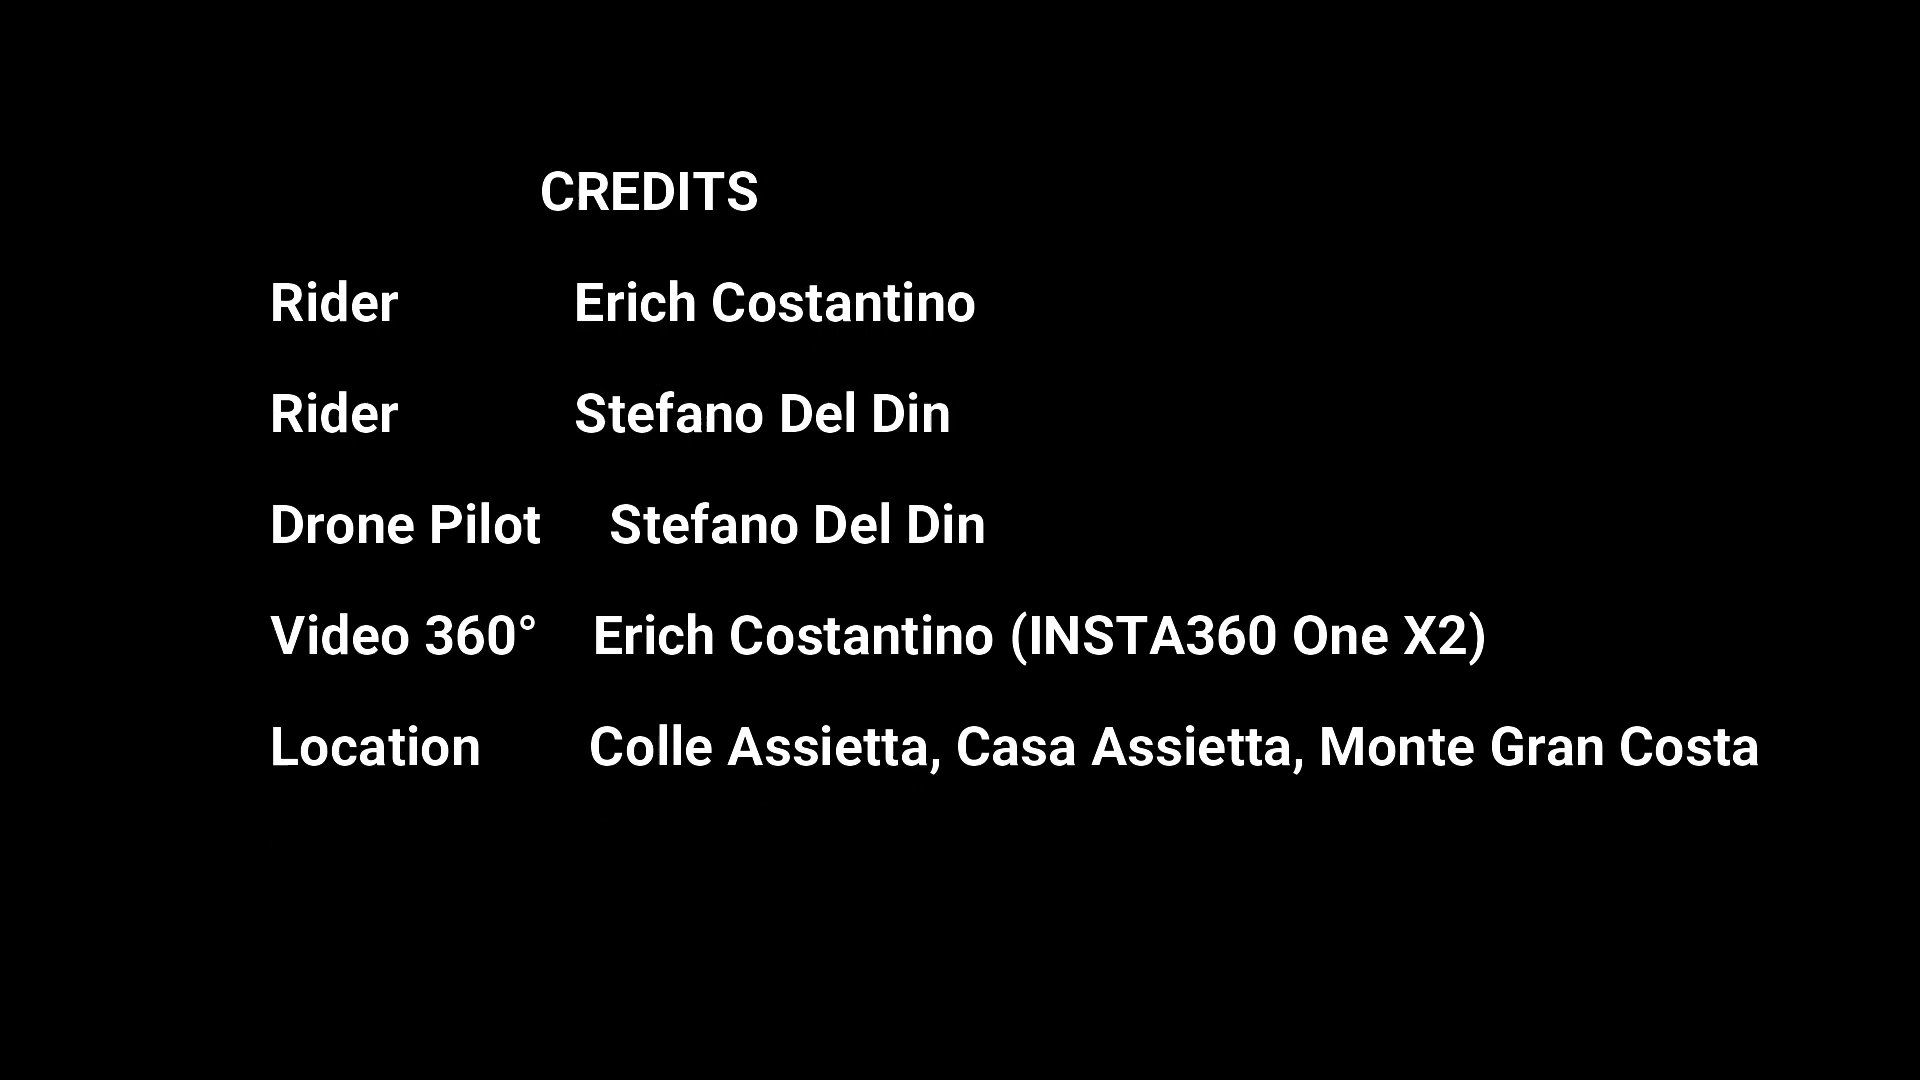 CREDITS
Rider Erich Costantino
Rider Stefano Del Din
Drone Pilot Stefano Del Din
Video 360° Erich Costantino (INSTA360 One X2)
Location Colle Assietta, Casa Assietta, Monte Gran Costa